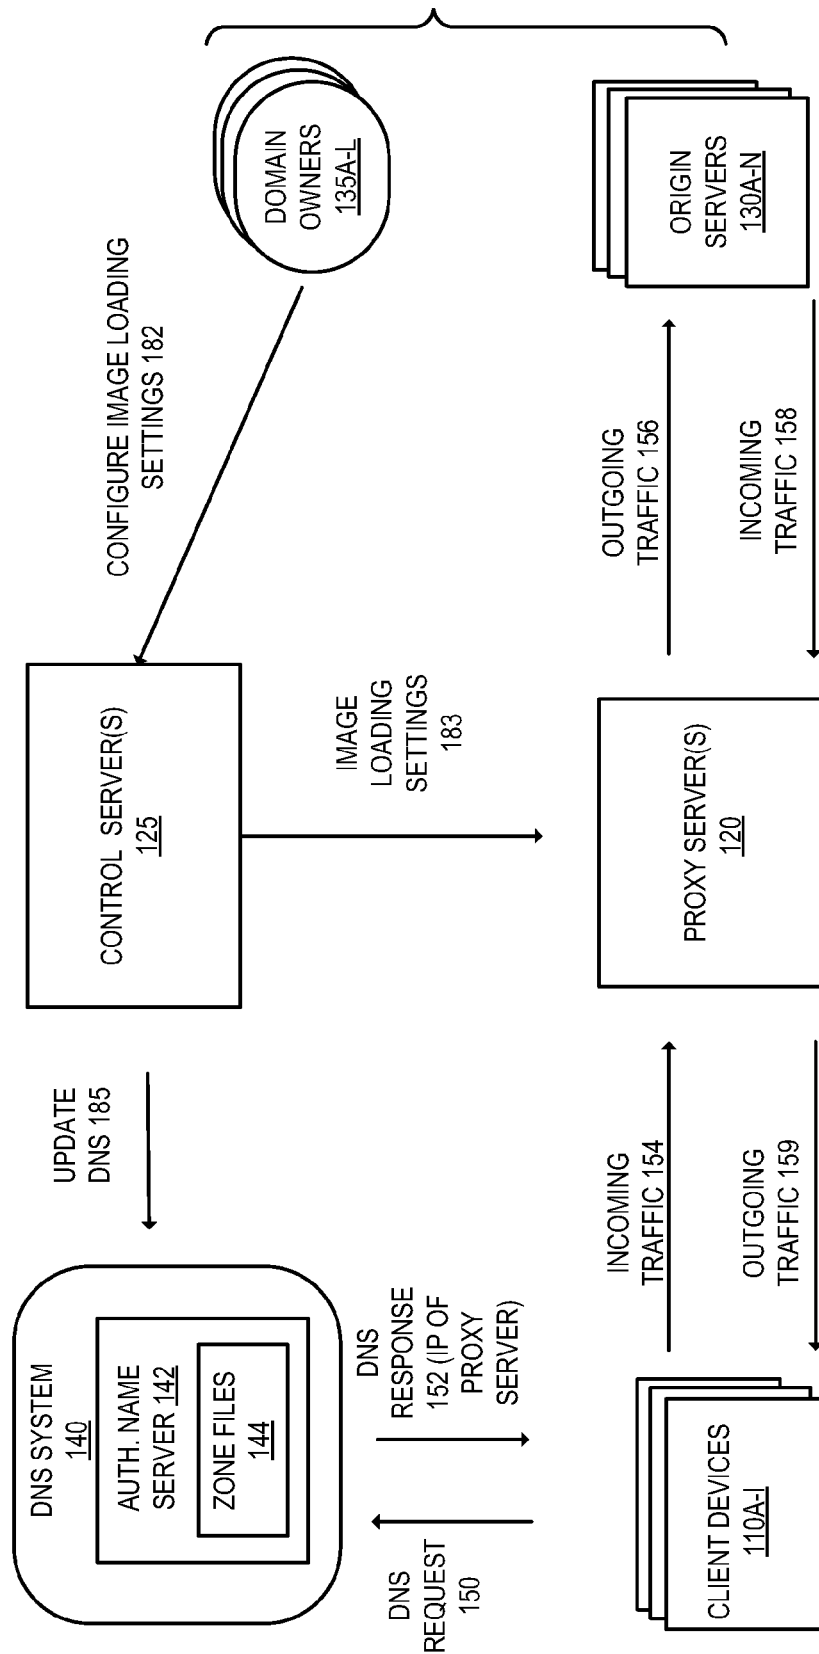 DNS SYSTEM
140
AUTH. NAME
SERVER 142
ZONE FILES
144
UPDATE
DNS 185
CONTROL SERVER(S)
125
CONFIGURE IMAGE LOADING
SETTINGS 182
DOMAIN
OWNERS
135A-L
DNS
REQUEST
150
DNS
RESPONSE
152 (IP OF
PROXY
SERVER)
IMAGE
LOADING
SETTINGS
183
CLIENT DEVICES
110A-I
INCOMING
TRAFFIC 154
OUTGOING
TRAFFIC 159
PROXY SERVER(S)
120
OUTGOING
TRAFFIC 156
INCOMING
TRAFFIC 158
ORIGIN
SERVERS
130A-N